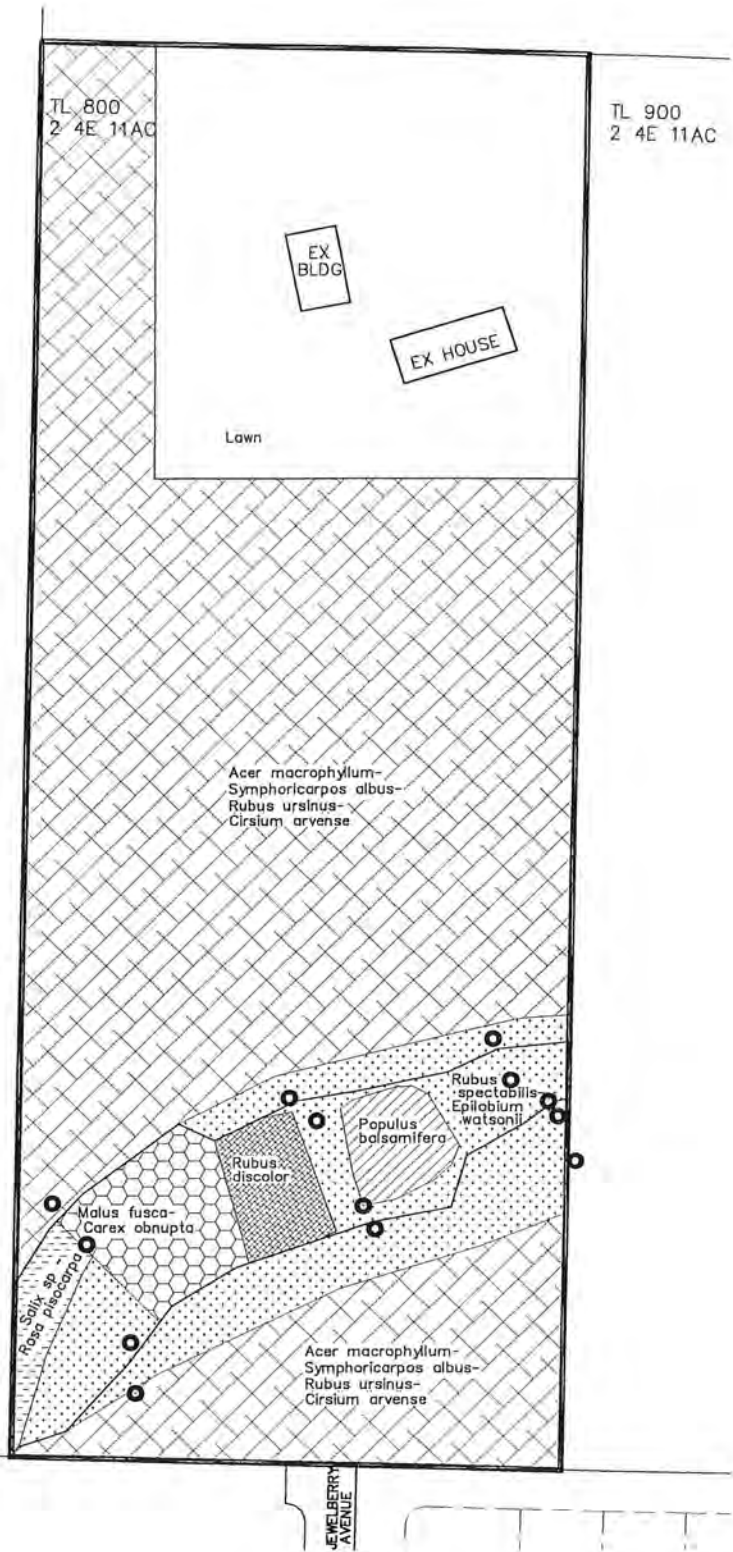 TL 800
2 4E 11AC
TL 900
2 4E 11AC
EX
BLDG
EX HOUSE
Lawn
Acer macrophyllum-
Symphoricarpos albus-
Rubus ursinus-
Cirsium arvense
Rubus
spectabilis-
Epilobium
watsonii
Populus
balsamifera
Rubus
discolor
Malus fusca-
Carex obnupta
Salix sp -
Rosa pisocarpa
Acer macrophyllum-
Symphoricarpos albus-
Rubus ursinus-
Cirsium arvense
JEWELBERRY
AVENUE